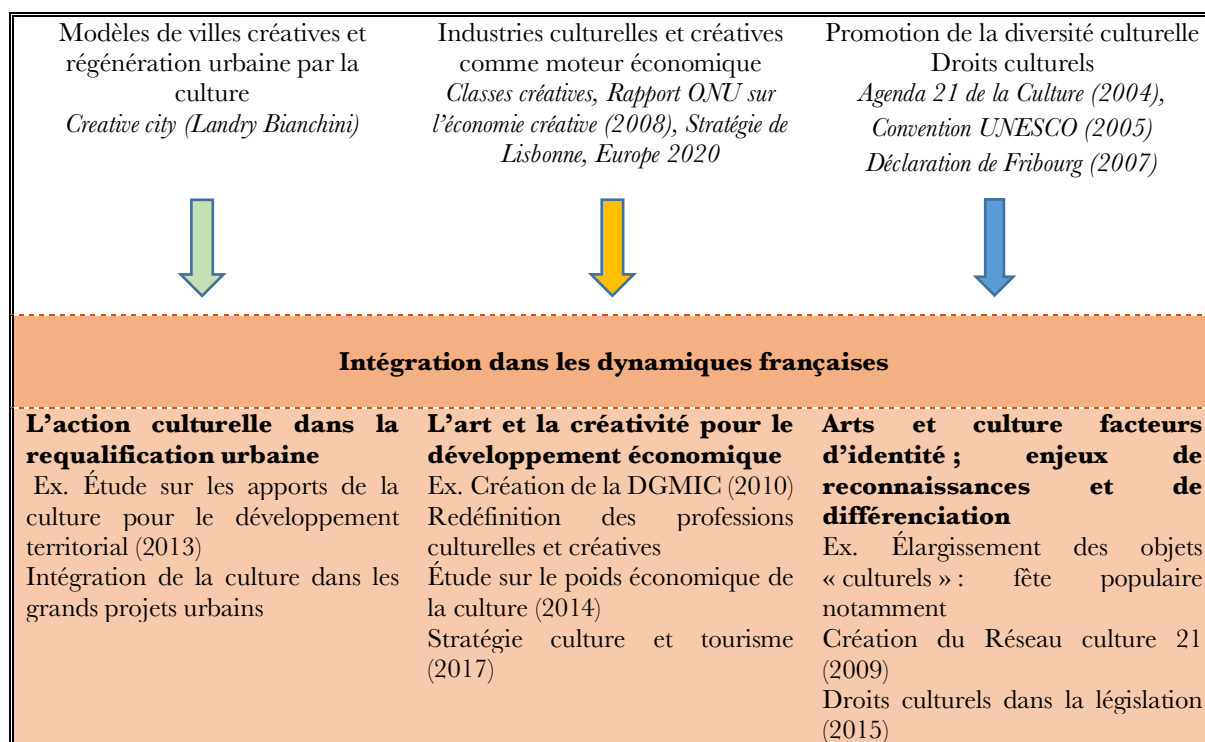 Modèles de villes créatives et
régénération urbaine par la
culture
Creative city (Landry Bianchini)
Industries culturelles et créatives
comme moteur économique
Classes créatives, Rapport ONU sur
l’économie créative (2008), Stratégie de
Lisbonne, Europe 2020
Promotion de la diversité culturelle
Droits culturels
Agenda 21 de la Culture (2004),
Convention UNESCO (2005)
Déclaration de Fribourg (2007)
Intégration dans les dynamiques françaises
L’action culturelle dans la
requalification urbaine
Ex. Étude sur les apports de la
culture pour le développement
territorial (2013)
Intégration de la culture dans les
grands projets urbains
L’art et la créativité pour le
développement économique
Ex. Création de la DGMIC (2010)
Redéfinition des professions
culturelles et créatives
Étude sur le poids économique de
la culture (2014)
Stratégie culture et tourisme
(2017)
Arts et culture facteurs
d’identité ; enjeux de
reconnaissances et de
différenciation
Ex. Élargissement des objets
« culturels » : fête populaire
notamment
Création du Réseau culture 21
(2009)
Droits culturels dans la législation
(2015)